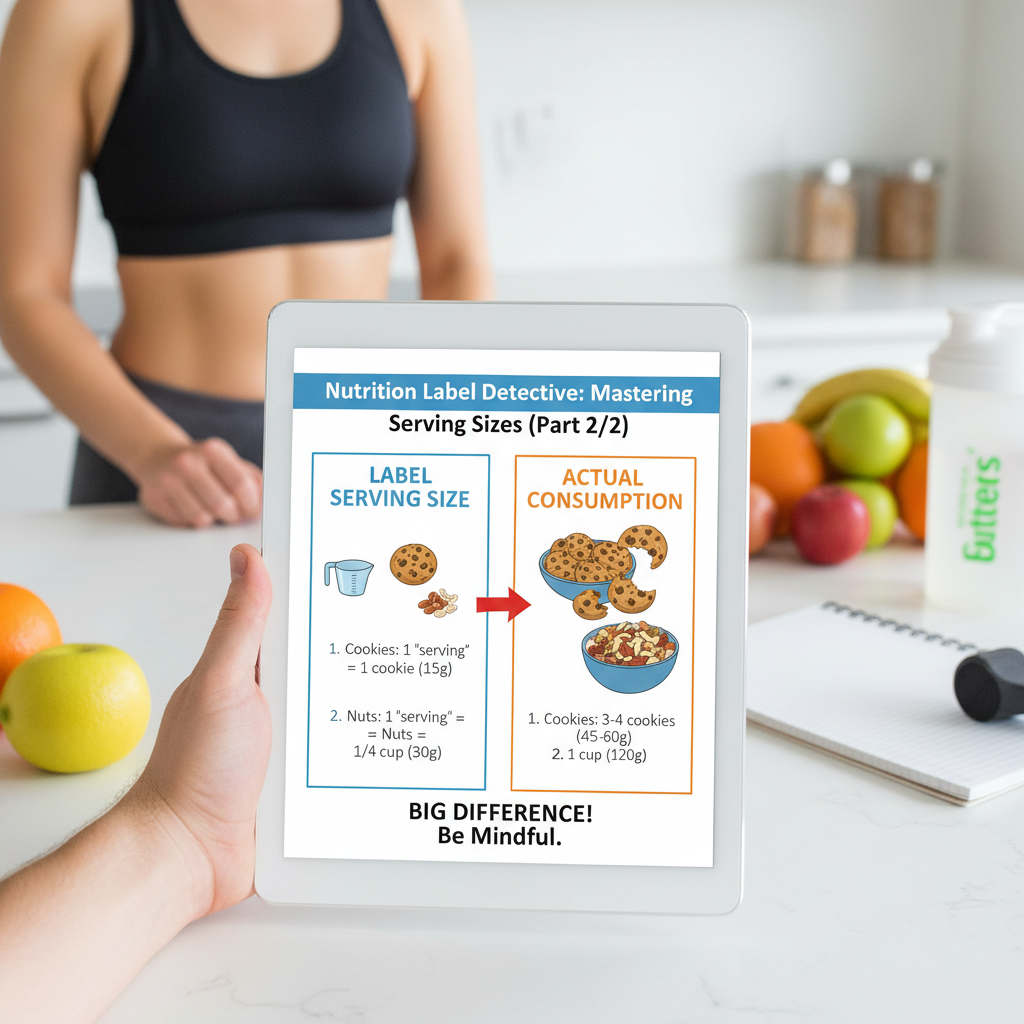 Nutrition Label Detective: Mastering
Serving Sizes (Part 2/2)
LABEL
SERVING SIZE
1. Cookies: 1 "serving"
= 1 cookie (15g)
2. Nuts: 1 "serving" =
= Nuts =
1/4 cup (30g)
ACTUAL
CONSUMPTION
1. Cookies: 3-4 cookies
(45-60g)
2. 1 cup (120g)
BIG DIFFERENCE!
Be Mindful.